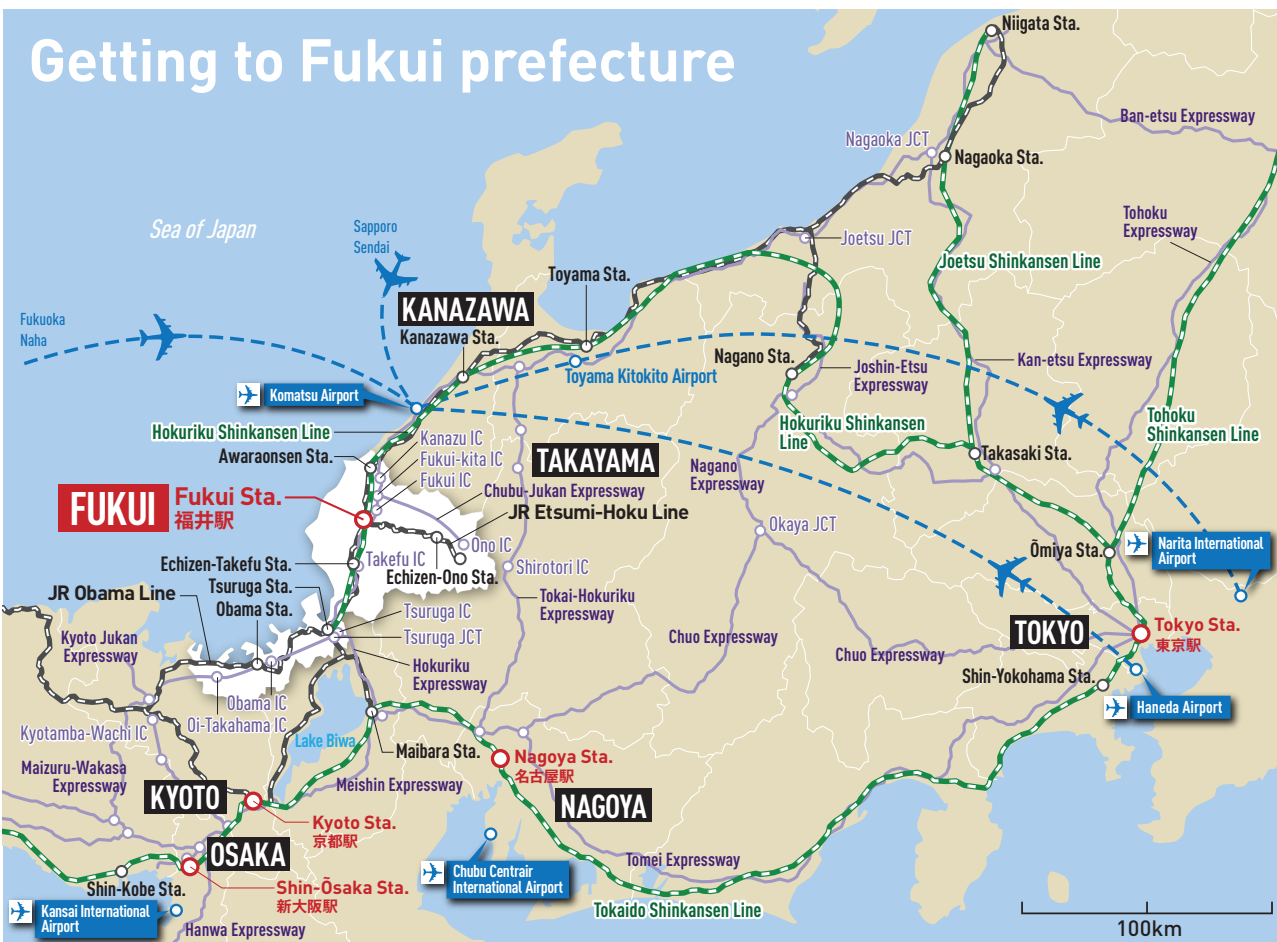 Getting to Fukui prefecture
Niigata Sta.
Ban-etsu Expressway
Nagaoka JCT
Nagaoka Sta.
Tohoku
Expressway
Sea of Japan
Sapporo
Sendai
Joetsu JCT
Joetsu Shinkansen Line
Toyama Sta.
KANAZAWA
Kanazawa Sta.
Fukuoka
Naha
Nagano Sta.
Kan-etsu Expressway
Joshin-Etsu
Expressway
Toyama Kitokito Airport
Komatsu Airport
Hokuriku Shinkansen Line
Hokuriku Shinkansen
Line
Tohoku
Shinkansen Line
Kanazu IC
Awaraonsen Sta.
Fukui-kita IC
TAKAYAMA
Takasaki Sta.
Fukui IC
Nagano
Expressway
Chubu-Jukan Expressway
FUKUI
Fukui Sta.
福井駅
JR Etsumi-Hoku Line
Okaya JCT
Narita International
Airport
Ono IC
Ōmiya Sta.
Takefu IC
Echizen-Takefu Sta.
Shirotori IC
Echizen-Ono Sta.
Tsuruga Sta.
JR Obama Line
Obama Sta.
Tokai-Hokuriku
Expressway
Tsuruga IC
Tsuruga JCT
TOKYO
Tokyo Sta.
東京駅
Kyoto Jukan
Expressway
Chuo Expressway
Chuo Expressway
Hokuriku
Expressway
Shin-Yokohama Sta.
Obama IC
Oi-Takahama IC
Haneda Airport
Kyotamba-Wachi IC
Lake Biwa
Maibara Sta.
Nagoya Sta.
名古屋駅
Maizuru-Wakasa
Expressway
Meishin Expressway
KYOTO
NAGOYA
Kyoto Sta.
京都駅
OSAKA
Tomei Expressway
Chubu Centrair
International Airport
Shin-Kobe Sta.
Shin-Ōsaka Sta.
新大阪駅
Tokaido Shinkansen Line
Kansai International
Airport
Hanwa Expressway
100km